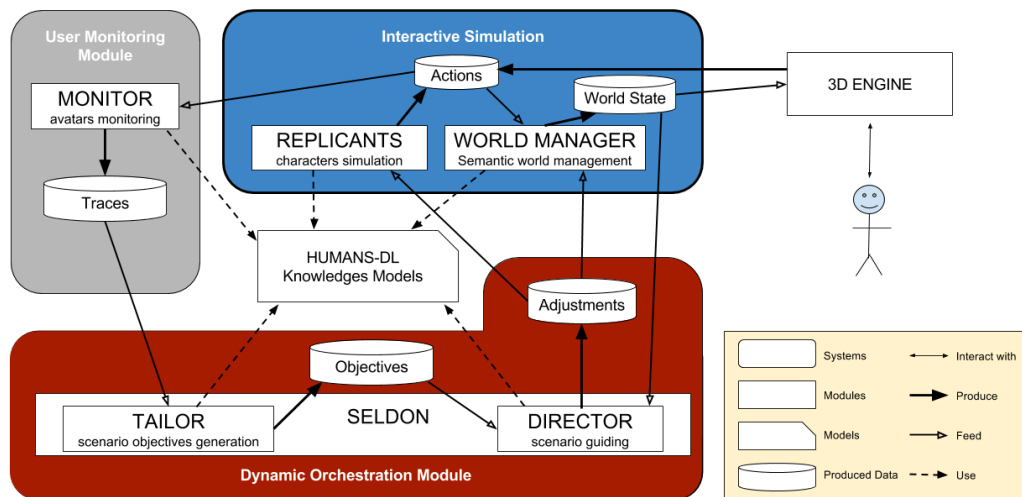 User Monitoring
Module
MONITOR
avatars monitoring
Traces
Interactive Simulation
Actions
World State
REPLICANTS
characters simulation
WORLD MANAGER
Semantic world management
3D ENGINE
HUMANS-DL
Knowledges Models
Adjustments
Objectives
SELDON
TAILOR
scenario objectives generation
DIRECTOR
scenario guiding
Dynamic Orchestration Module
Systems
Interact with
Modules
Produce
Models
Feed
Produced Data
Use